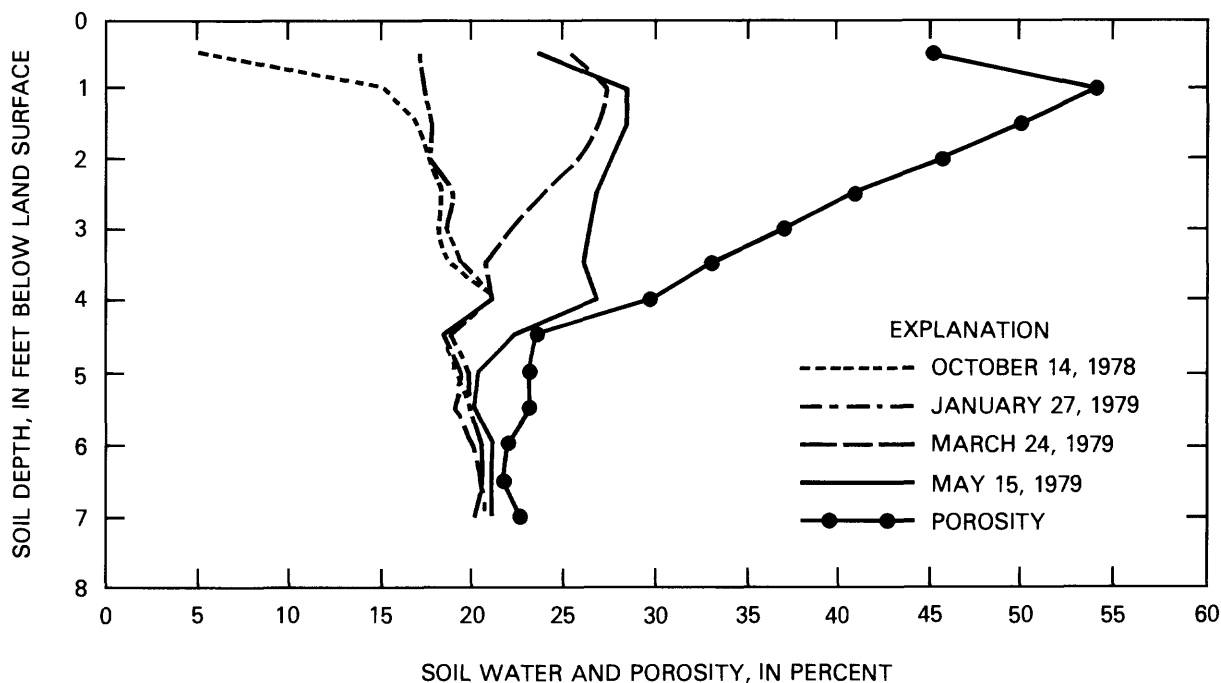 SOIL DEPTH, IN FEET BELOW LAND SURFACE
0
1
2
3
4
5
6
7
8
EXPLANATION
OCTOBER 14, 1978
JANUARY 27, 1979
MARCH 24, 1979
MAY 15, 1979
POROSITY
0 5 10 15 20 25 30 35 40 45 50 55 60
SOIL WATER AND POROSITY, IN PERCENT